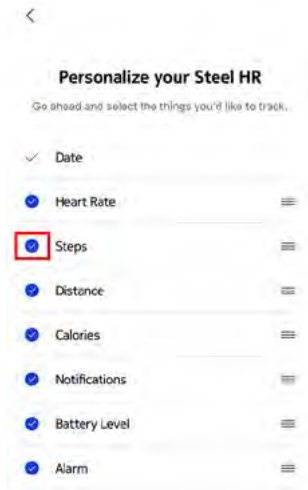 Personalize your Steel HR
Go ahead and select the things you'd like to track.
Date
Heart Rate
Steps
Distance
Calories
Notifications
Battery Level
Alarm